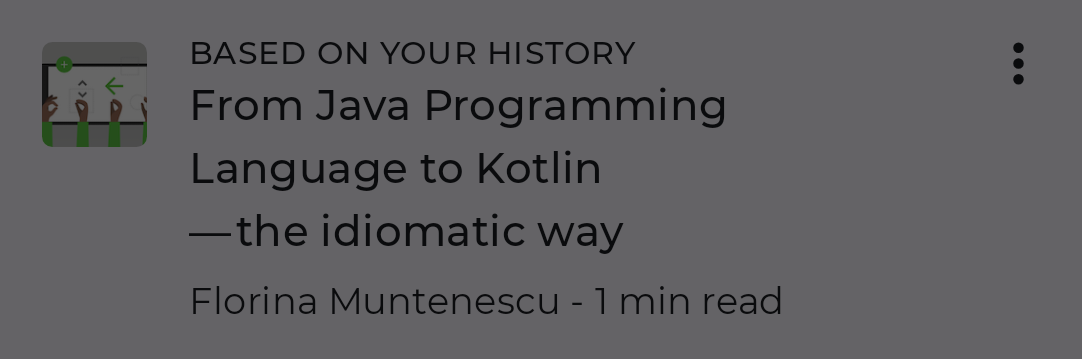 BASED ON YOUR HISTORY
From Java Programming
Language to Kotlin
—the idiomatic way
Florina Muntenescu - 1 min read